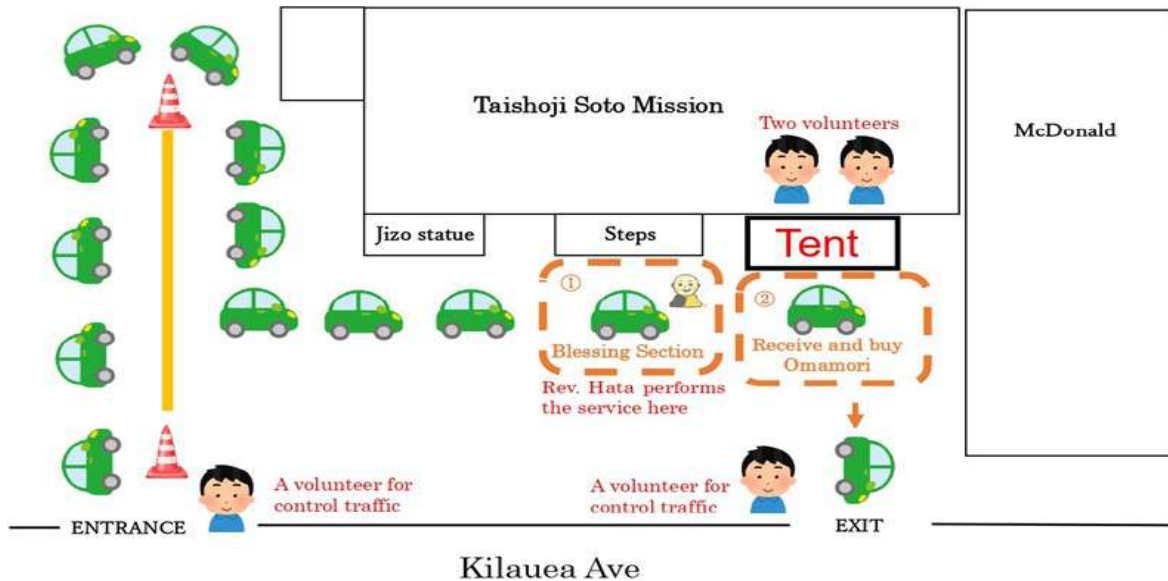 Taishoji Soto Mission
Two volunteers
McDonald
Jizo statue
Steps
Tent
①
Blessing Section
Rev. Hata performs
the service here
②
Receive and buy
Omamori
A volunteer for
control traffic
A volunteer for
control traffic
ENTRANCE
EXIT
Kilauea Ave